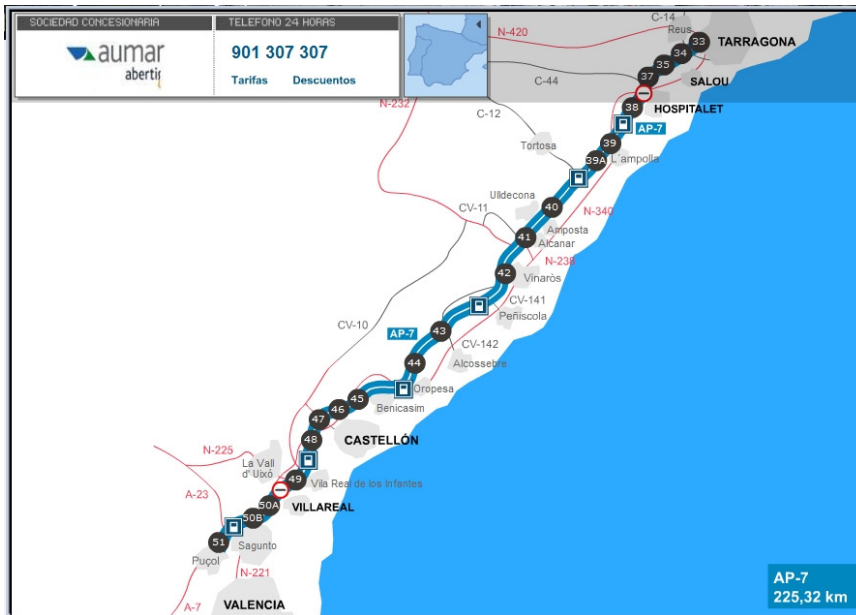 SOCIEDAD CONCESIONARIA
aumar
abertis
TELEFONO 24 HORAS
901 307 307
Tarifas Descuentos
C-14
Reus
33
TARRAGONA
N-420
34
35
37
SALOU
C-44
38
HOSPITALET
N-232
C-12
AP-7
39
Tortosa
39A
L´ampolla
Ulldecona
40
N-340
CV-11
Amposta
41
Alcanar
N-238
42
Vinaròs
CV-141
Peñiscola
CV-10
AP-7
43
CV-142
44
Alcossebre
Oropesa
45
Benicasim
46
47
48
CASTELLÓN
N-225
La Vall
d' Uixó
49
Vila Real de los Infantes
A-23
50A
VILLAREAL
50B
51
Sagunto
Puçol
N-221
A-7
VALENCIA
AP-7
225,32 km